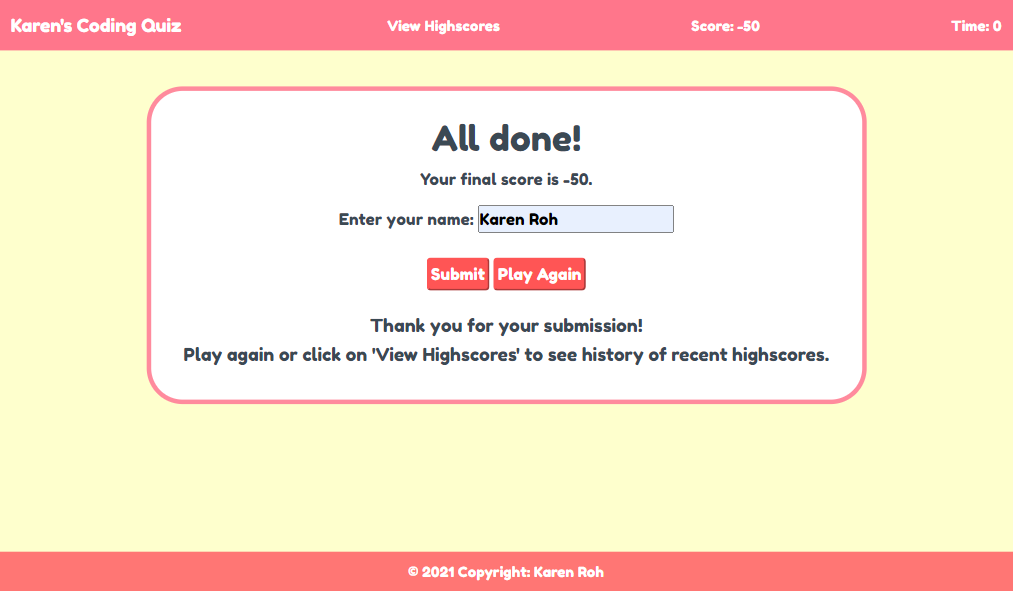 Karen's Coding Quiz View Highscores Score: -50 Time: 0
All done!
Your final score is -50.
Enter your name: Karen Roh
Submit Play Again
Thank you for your submission!
Play again or click on 'View Highscores' to see history of recent highscores.
© 2021 Copyright: Karen Roh